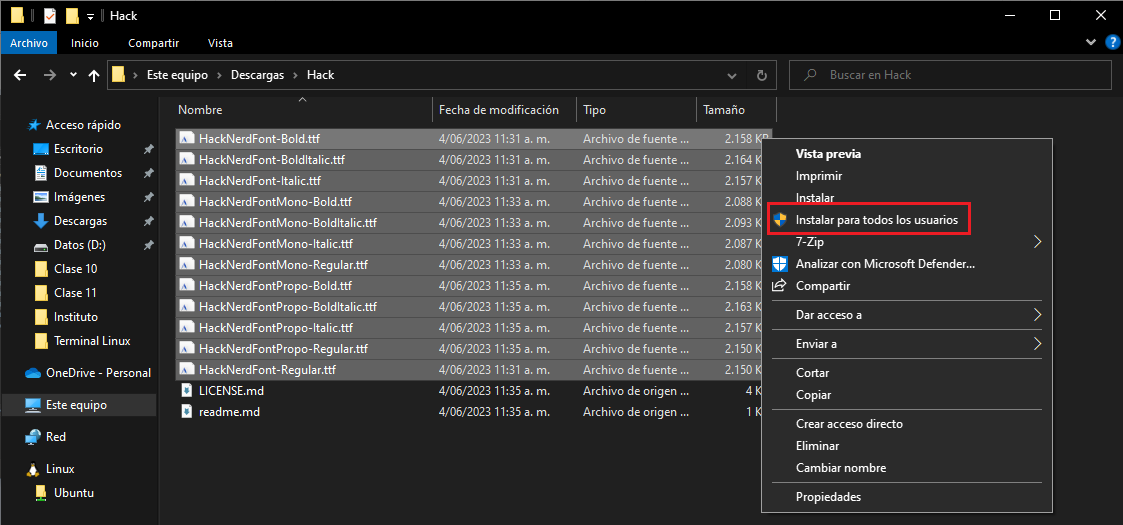 Hack
Archivo Inicio Compartir Vista
Este equipo Descargas Hack
Buscar en Hack
Nombre Fecha de modificación Tipo Tamaño
Acceso rápido
Escritorio
Documentos
Imágenes
Descargas
Datos (D:)
Clase 10
Clase 11
Instituto
Terminal Linux
OneDrive - Personal
Este equipo
Red
Linux
Ubuntu
HackNerdFont-Bold.ttf 4/06/2023 11:31 a. m. Archivo de fuente ... 2.158 KB
HackNerdFont-BoldItalic.ttf 4/06/2023 11:31 a. m. Archivo de fuente ... 2.164 K
HackNerdFont-Italic.ttf 4/06/2023 11:31 a. m. Archivo de fuente ... 2.157 K
HackNerdFontMono-Bold.ttf 4/06/2023 11:33 a. m. Archivo de fuente ... 2.088 K
HackNerdFontMono-BoldItalic.ttf 4/06/2023 11:33 a. m. Archivo de fuente ... 2.093 K
HackNerdFontMono-Italic.ttf 4/06/2023 11:33 a. m. Archivo de fuente ... 2.087 K
HackNerdFontMono-Regular.ttf 4/06/2023 11:33 a. m. Archivo de fuente ... 2.080 K
HackNerdFontPropo-Bold.ttf 4/06/2023 11:35 a. m. Archivo de fuente ... 2.158 K
HackNerdFontPropo-BoldItalic.ttf 4/06/2023 11:35 a. m. Archivo de fuente ... 2.163 K
HackNerdFontPropo-Italic.ttf 4/06/2023 11:35 a. m. Archivo de fuente ... 2.157 K
HackNerdFontPropo-Regular.ttf 4/06/2023 11:35 a. m. Archivo de fuente ... 2.150 K
HackNerdFont-Regular.ttf 4/06/2023 11:31 a. m. Archivo de fuente ... 2.150 K
LICENSE.md 4/06/2023 11:35 a. m. Archivo de origen ... 4 K
readme.md 4/06/2023 11:35 a. m. Archivo de origen ... 1 K
Vista previa
Imprimir
Instalar
Instalar para todos los usuarios
7-Zip
Analizar con Microsoft Defender...
Compartir
Dar acceso a
Enviar a
Cortar
Copiar
Crear acceso directo
Eliminar
Cambiar nombre
Propiedades